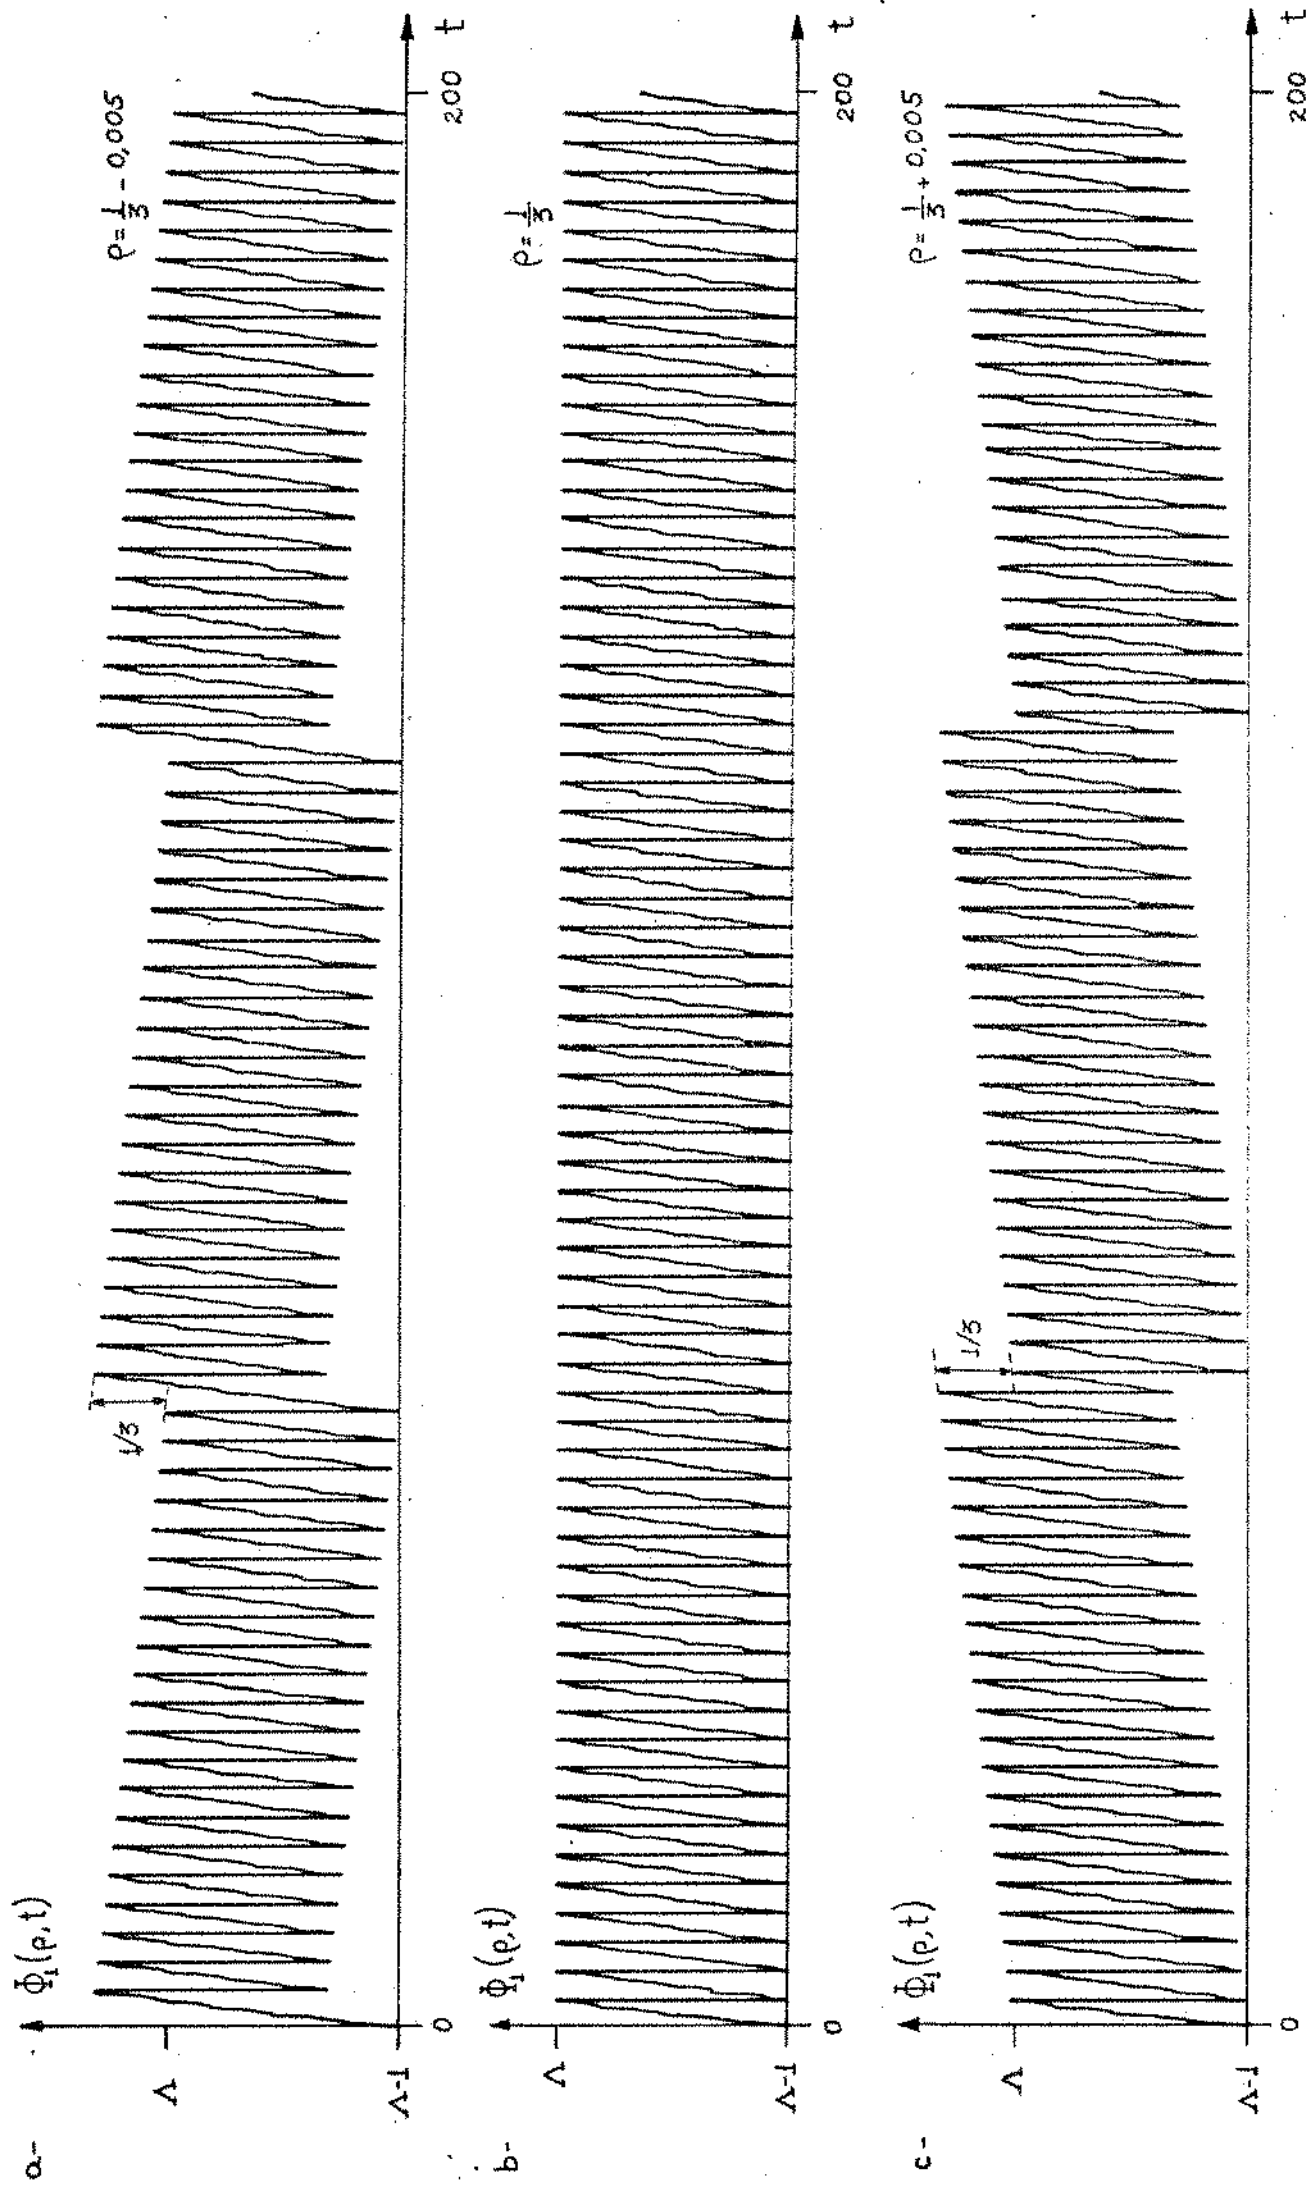 a-
Φ₁(ρ,t)
ρ = 1/3 - 0,005
Λ
Λ-1
1/3
0
200
t
b-
Φ₁(ρ,t)
ρ = 1/3
Λ
Λ-1
0
200
t
c-
Φ₁(ρ,t)
ρ = 1/3 + 0,005
Λ
Λ-1
1/3
0
200
t